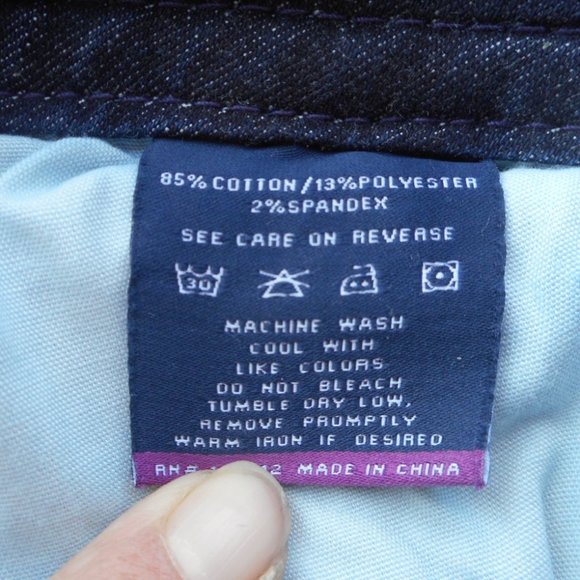 85% COTTON/13%POLYESTER
2%SPANDEX
SEE CARE ON REVERSE
30
MACHINE WASH
COOL WITH
LIKE COLORS
DO NOT BLEACH
TUMBLE DRY LOW,
REMOVE PROMPTLY
WARM IRON IF DESIRED
RN# MADE IN CHINA